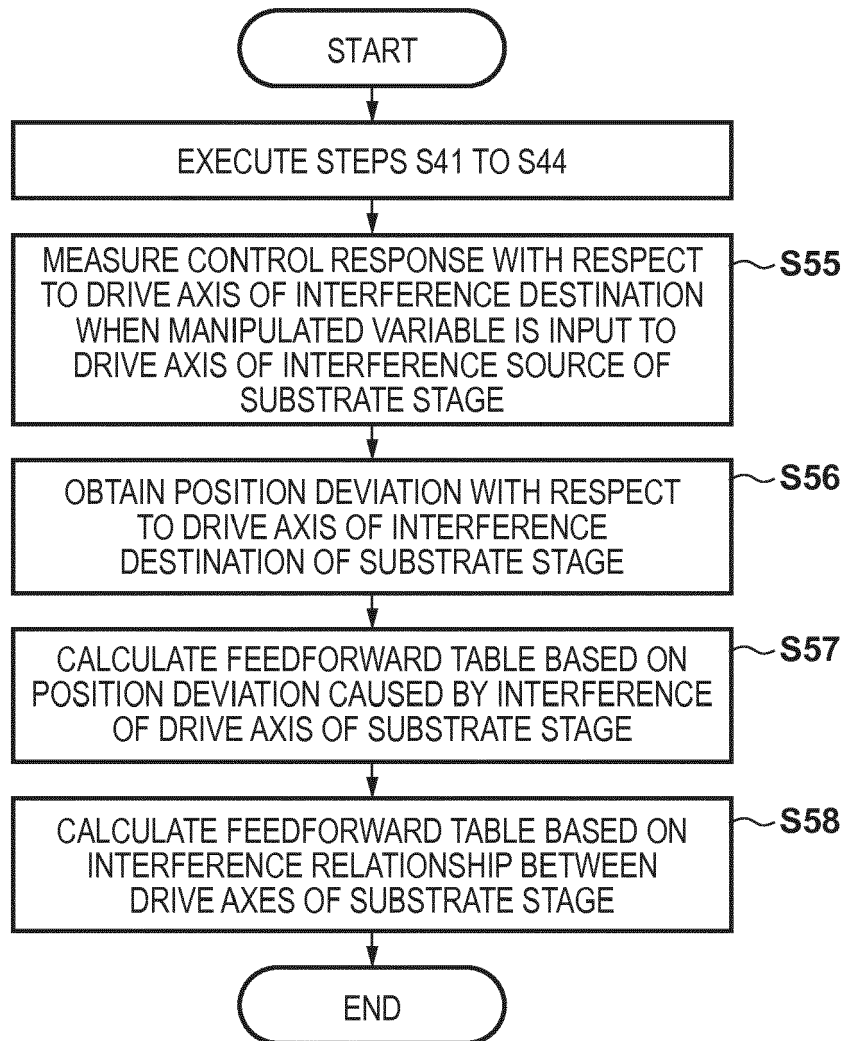 START
EXECUTE STEPS S41 TO S44
MEASURE CONTROL RESPONSE WITH RESPECT
TO DRIVE AXIS OF INTERFERENCE DESTINATION
WHEN MANIPULATED VARIABLE IS INPUT TO
DRIVE AXIS OF INTERFERENCE SOURCE OF
SUBSTRATE STAGE
S55
OBTAIN POSITION DEVIATION WITH RESPECT
TO DRIVE AXIS OF INTERFERENCE
DESTINATION OF SUBSTRATE STAGE
S56
CALCULATE FEEDFORWARD TABLE BASED ON
POSITION DEVIATION CAUSED BY INTERFERENCE
OF DRIVE AXIS OF SUBSTRATE STAGE
S57
CALCULATE FEEDFORWARD TABLE BASED ON
INTERFERENCE RELATIONSHIP BETWEEN
DRIVE AXES OF SUBSTRATE STAGE
S58
END